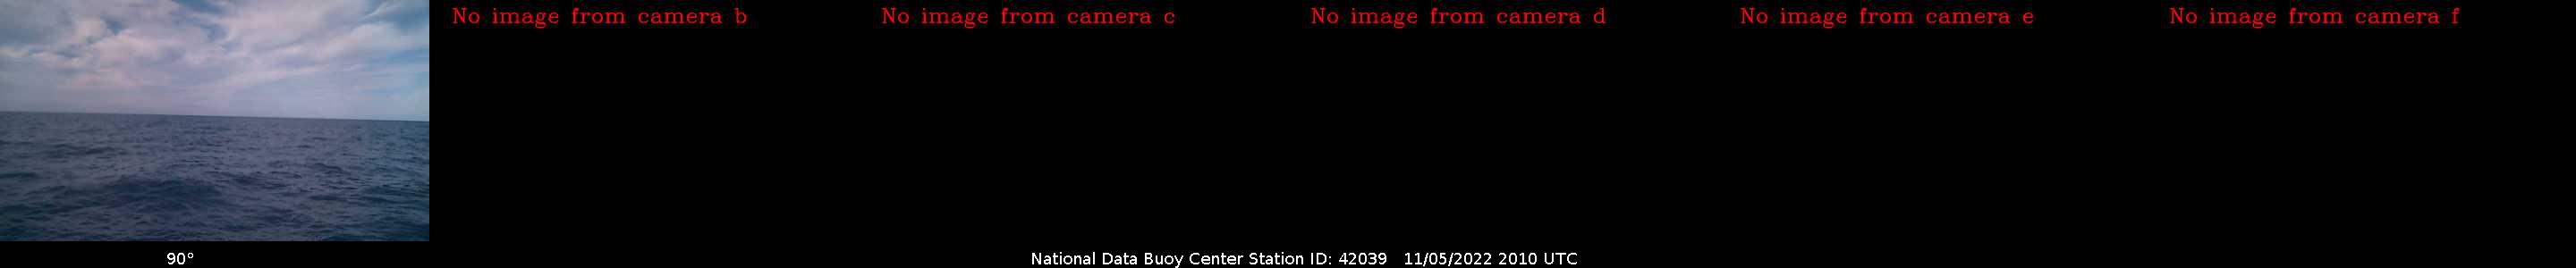 No image from camera b
No image from camera c
No image from camera d
No image from camera e
No image from camera f
90°
National Data Buoy Center Station ID: 42039 11/05/2022 2010 UTC